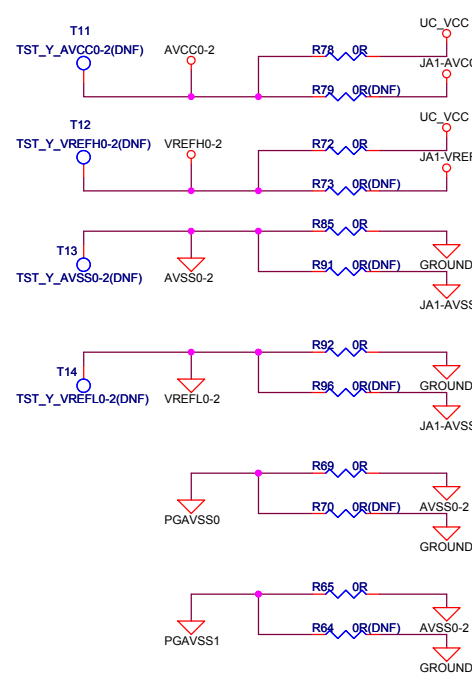 UC_VCC
T11
TST_Y_AVCC0-2(DNF) AVCC0-2 R78 0R
JA1-AVCC
R79 0R(DNF)
UC_VCC
T12
TST_Y_VREFH0-2(DNF) VREFH0-2 R72 0R
JA1-VREF
R73 0R(DNF)
R85 0R
T13 GROUND
R91 0R(DNF)
TST_Y_AVSS0-2(DNF) AVSS0-2
JA1-AVSS
R92 0R
T14 GROUND
R96 0R(DNF)
TST_Y_VREFL0-2(DNF) VREFL0-2
JA1-AVSS
R69 0R
R70 0R(DNF) AVSS0-2
PGAVSS0
GROUND
R65 0R
R64 0R(DNF) AVSS0-2
PGAVSS1
GROUND